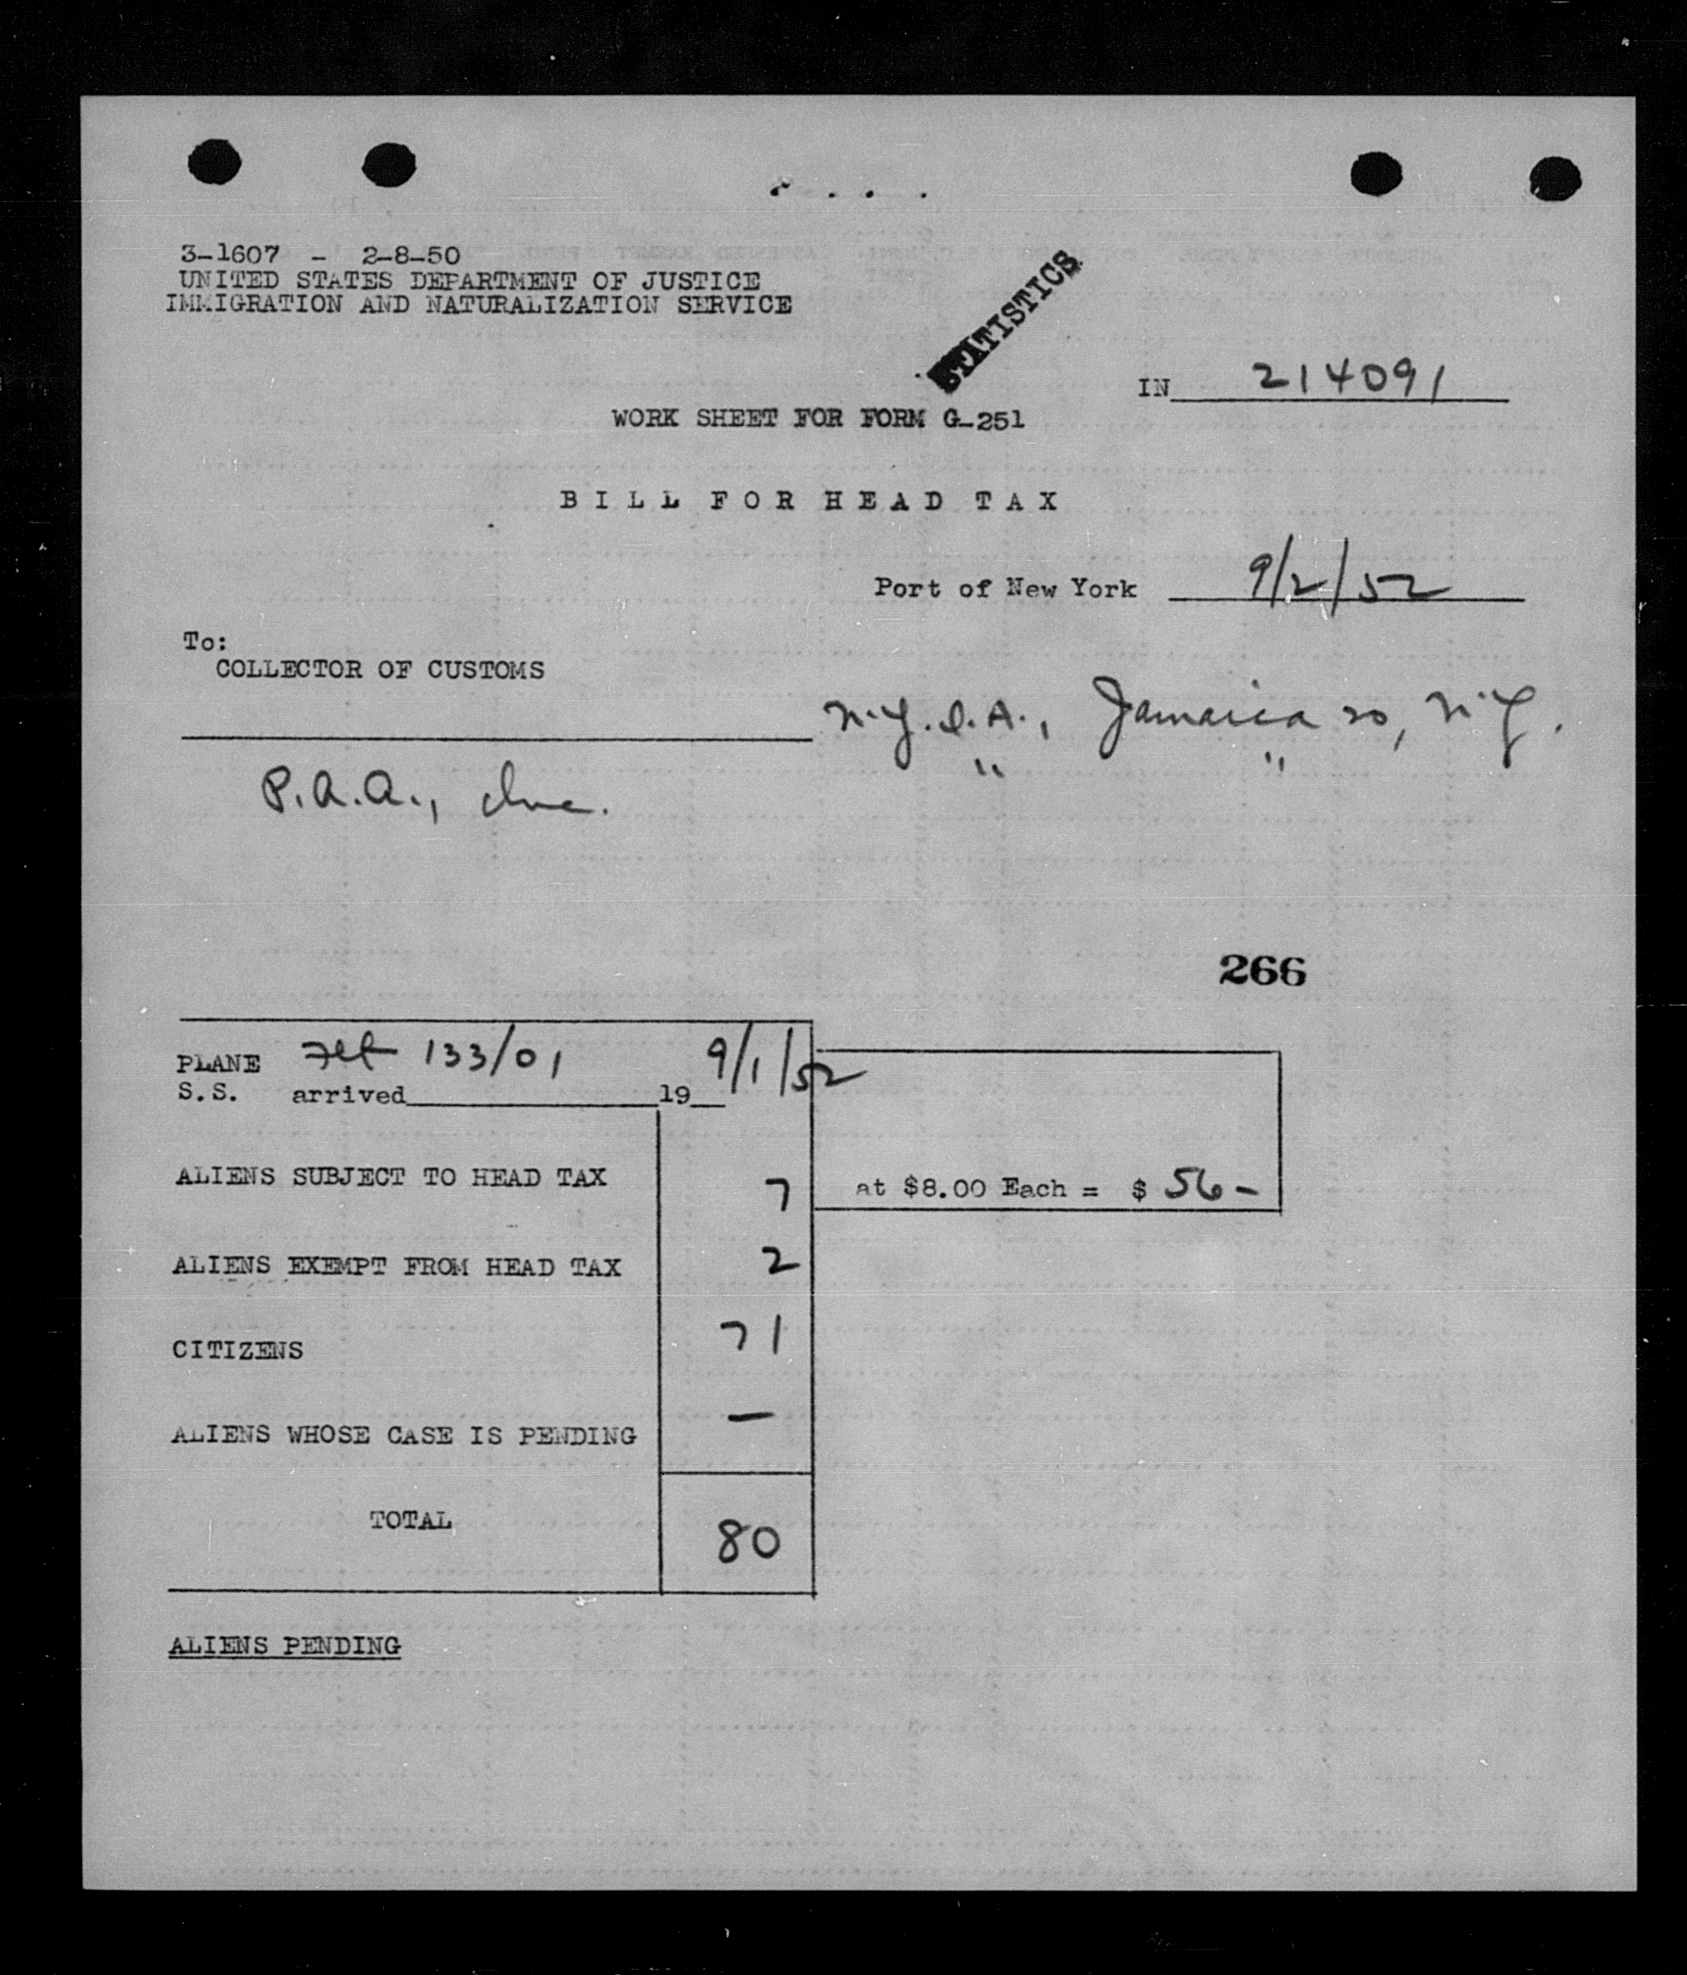 3-1607 - 2-8-50
UNITED STATES DEPARTMENT OF JUSTICE
IMMIGRATION AND NATURALIZATION SERVICE
STATISTICS
IN 214091
WORK SHEET FOR FORM G-251
BILL FOR HEAD TAX
Port of New York 9/2/52
To:
COLLECTOR OF CUSTOMS
N.Y.I.A., Jamaica 20, N.Y.
" "
P.A.A., Inc.
266
PLANE Flt 133/01 9/1/52
S.S. arrived 19
ALIENS SUBJECT TO HEAD TAX 7 at $8.00 Each = $ 56-
ALIENS EXEMPT FROM HEAD TAX 2
CITIZENS 71
ALIENS WHOSE CASE IS PENDING —
TOTAL 80
ALIENS PENDING